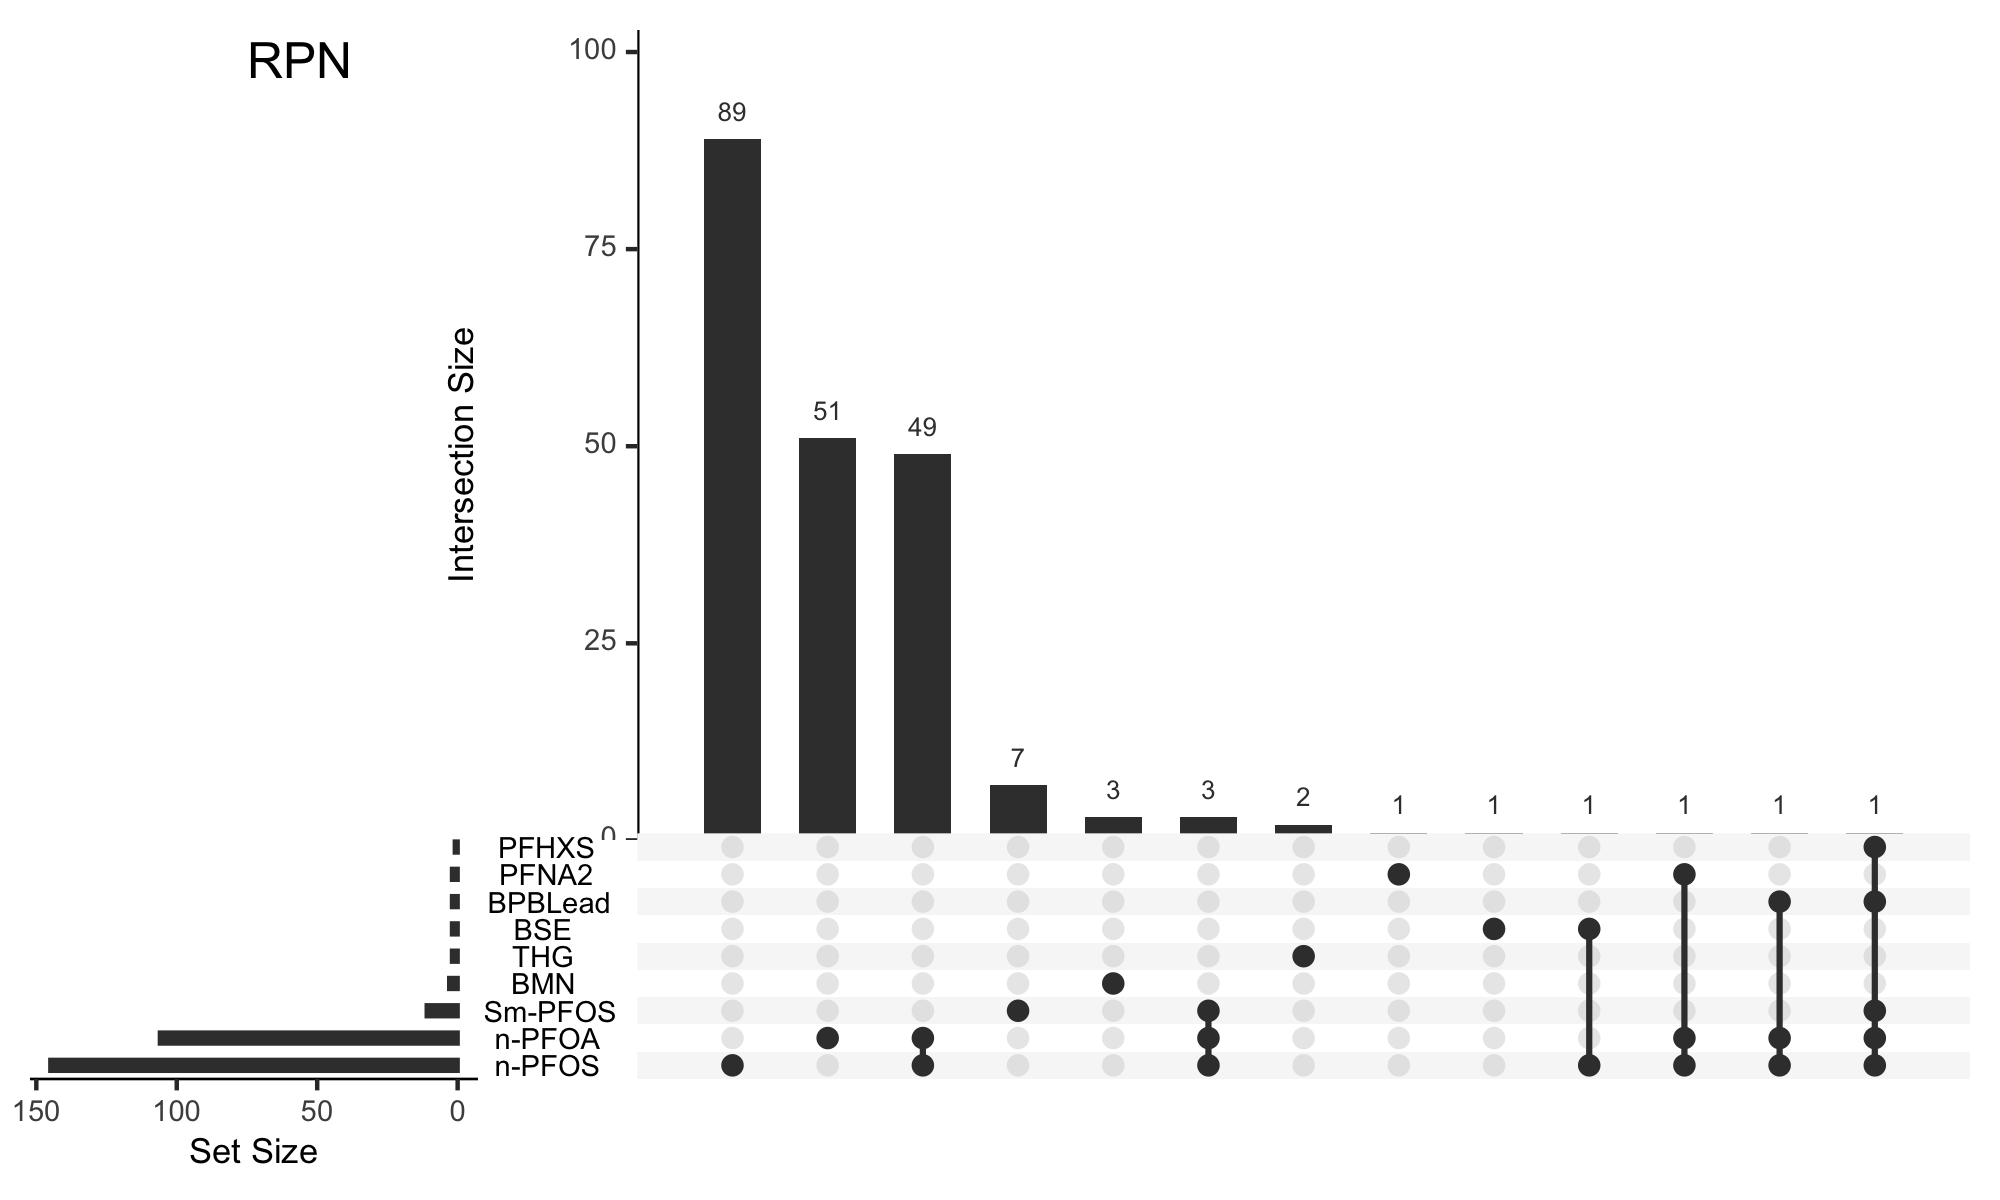 RPN
100
75
50
25
0
Intersection Size
89
51
49
7
3
3
2
1
1
1
1
1
1
PFHXS
PFNA2
BPBLead
BSE
THG
BMN
Sm-PFOS
n-PFOA
n-PFOS
150 100 50 0
Set Size